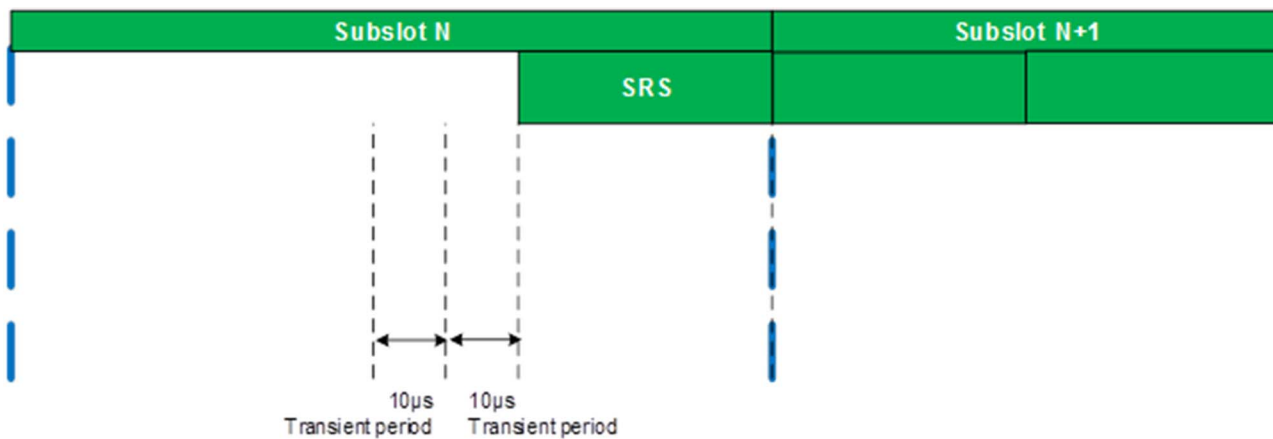 Subslot N
Subslot N+1
SRS
10µs
Transient period
10µs
Transient period